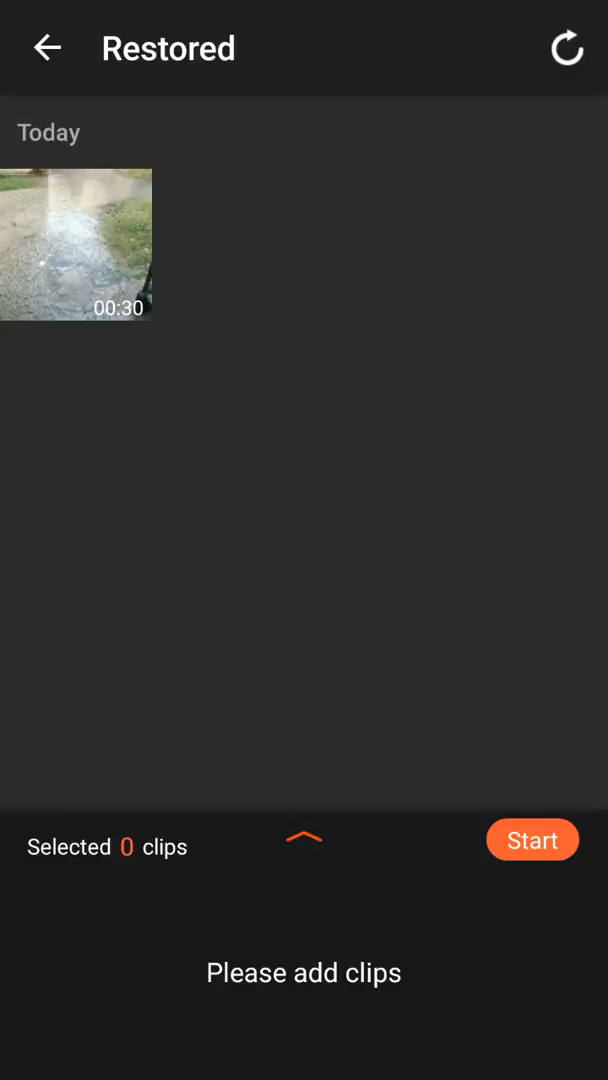 Restored
Today
00:30
Selected 0 clips
Start
Please add clips